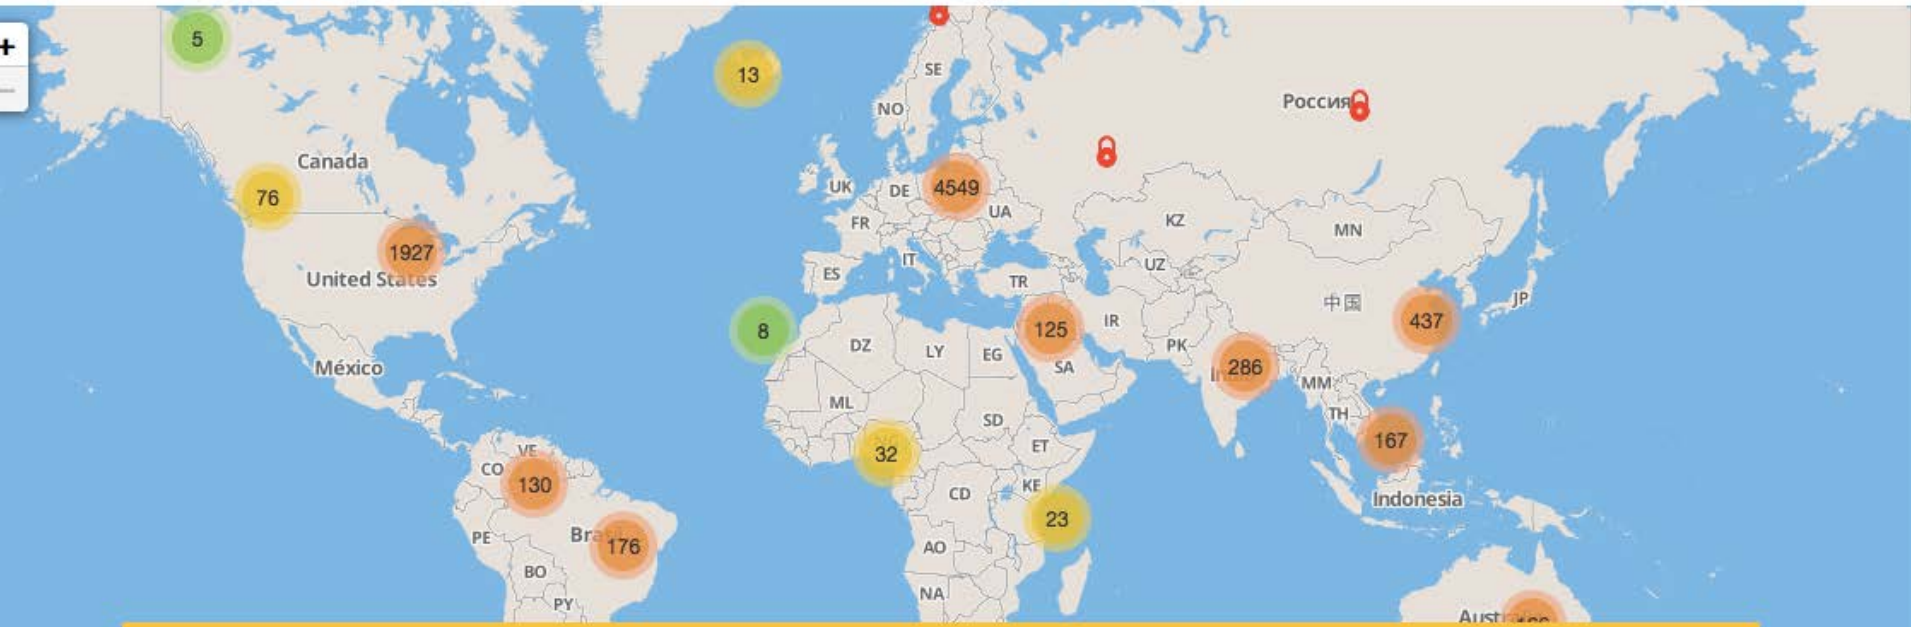 +
5
−
13
SE
NO
Россия
Canada
UK
DE
4549
76
FR
UA
KZ
MN
1927
IT
UZ
United States
ES
TR
中国
JP
8
125
IR
437
DZ
LY
EG
PK
SA
286
México
MM
ML
SD
TH
ET
167
32
VE
CO
130
CD
KE
Indonesia
23
PE
176
AO
BO
NA
PY